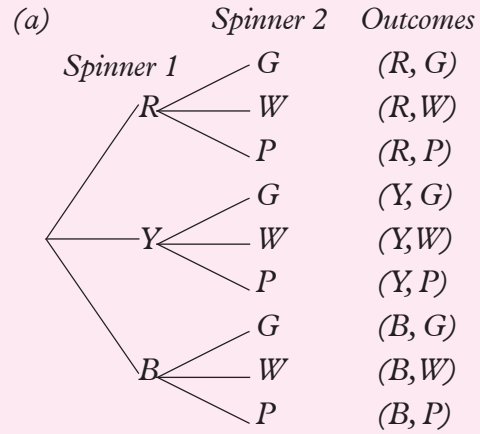 (a) Spinner 2 Outcomes
Spinner 1
G (R, G)
R W (R,W)
P (R, P)
G (Y, G)
Y W (Y,W)
P (Y, P)
G (B, G)
B W (B,W)
P (B, P)